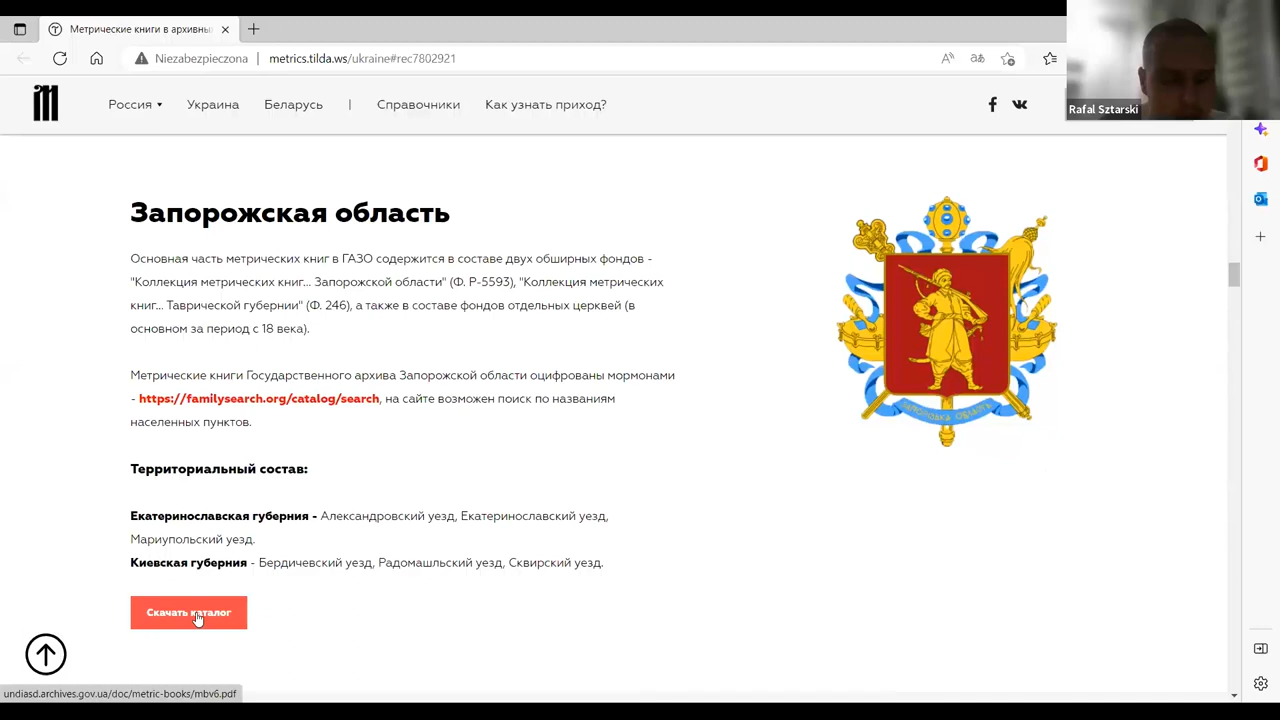 Метрические книги в архивны
Niezabezpieczona
metrics.tilda.ws/ukraine#rec7802921
Rafal Sztarski
Россия
Украина
Беларусь
|
Справочники
Как узнать приход?
Запорожская область
Основная часть метрических книг в ГАЗО содержится в составе двух обширных фондов -
"Коллекция метрических книг... Запорожской области" (Ф. Р-5593), "Коллекция метрических
книг... Таврической губернии" (Ф. 246), а также в составе фондов отдельных церквей (в
основном за период с 18 века).
Метрические книги Государственного архива Запорожской области оцифрованы мормонами
- https://familysearch.org/catalog/search, на сайте возможен поиск по названиям
населенных пунктов.
Территориальный состав:
Екатеринославская губерния - Александровский уезд, Екатеринославский уезд,
Мариупольский уезд.
Киевская губерния - Бердичевский уезд, Радомашльский уезд, Сквирский уезд.
Скачать каталог
undiasd.archives.gov.ua/doc/metric-books/mbv6.pdf